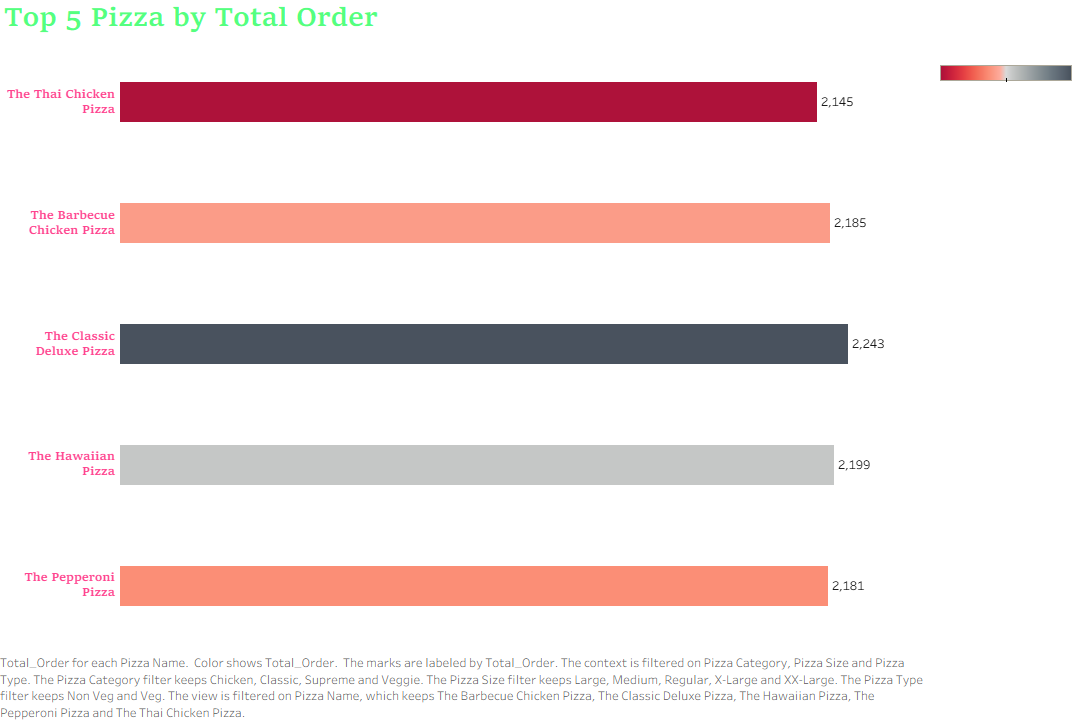 Top 5 Pizza by Total Order
The Thai Chicken
Pizza
2,145
The Barbecue
Chicken Pizza
2,185
The Classic
Deluxe Pizza
2,243
The Hawaiian
Pizza
2,199
The Pepperoni
Pizza
2,181
Total_Order for each Pizza Name.  Color shows Total_Order.  The marks are labeled by Total_Order. The context is filtered on Pizza Category, Pizza Size and Pizza
Type. The Pizza Category filter keeps Chicken, Classic, Supreme and Veggie. The Pizza Size filter keeps Large, Medium, Regular, X-Large and XX-Large. The Pizza Type
filter keeps Non Veg and Veg. The view is filtered on Pizza Name, which keeps The Barbecue Chicken Pizza, The Classic Deluxe Pizza, The Hawaiian Pizza, The
Pepperoni Pizza and The Thai Chicken Pizza.